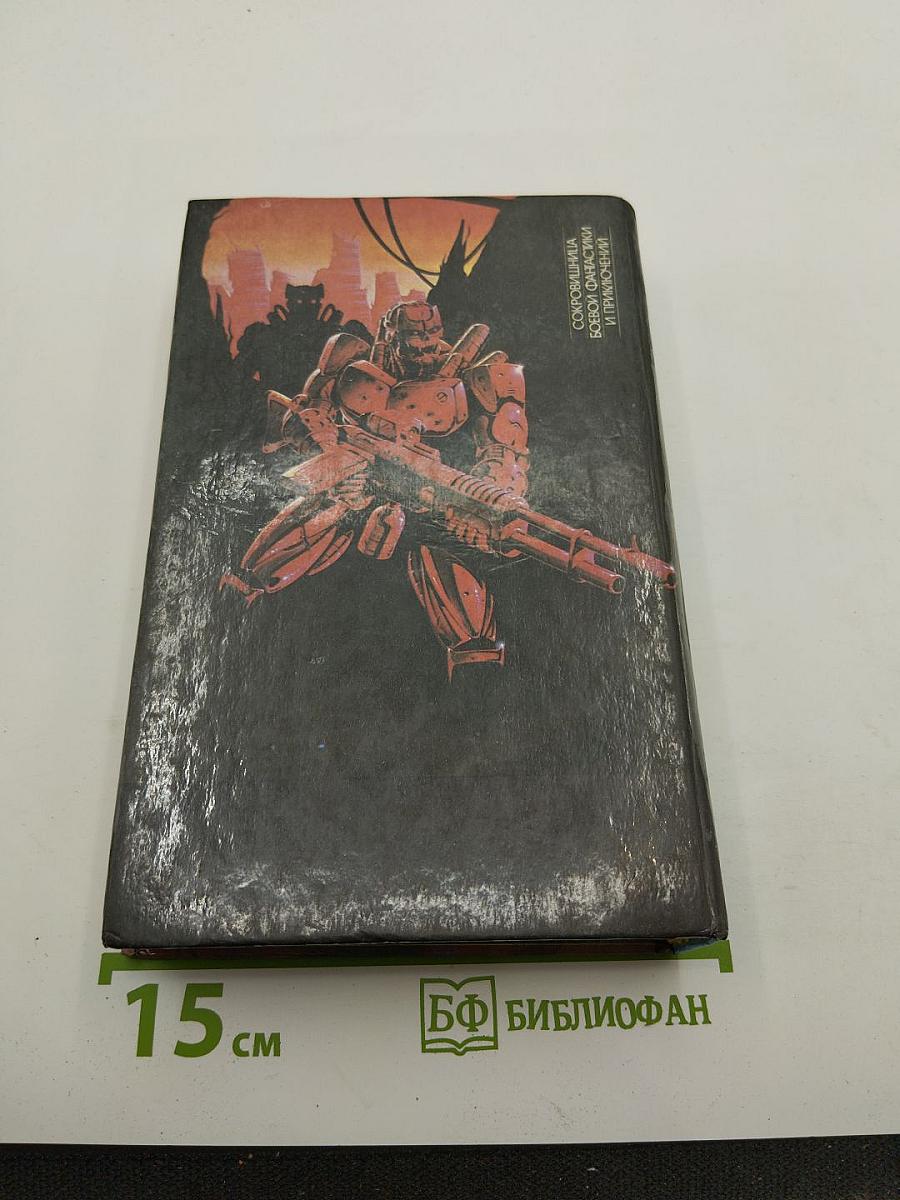 СОКРОВИЩНИЦА
БОЕВОЙ ФАНТАСТИКИ
И ПРИКЛЮЧЕНИЙ
15 см
БФ БИБЛИОФАН